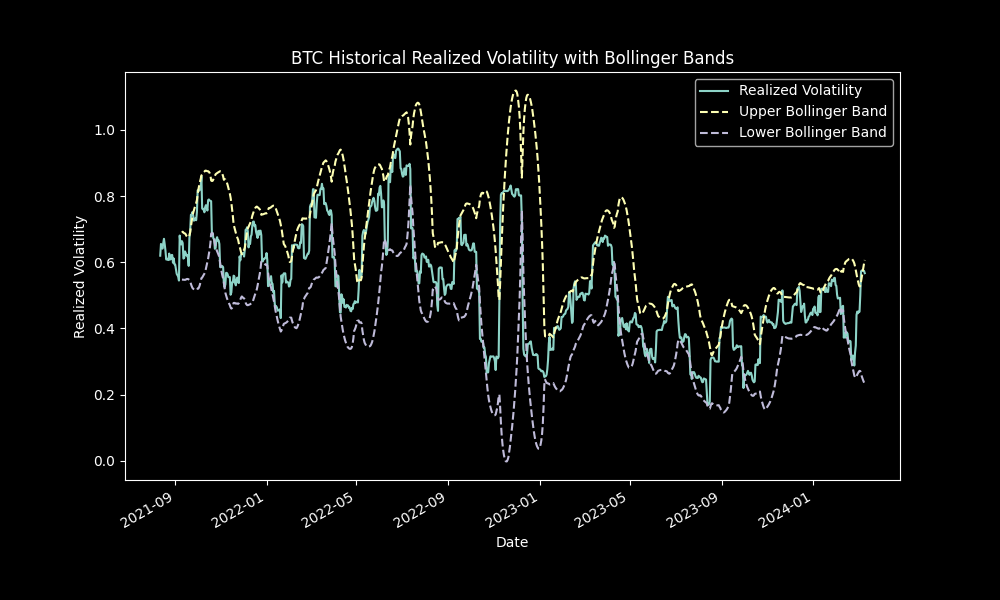 BTC Historical Realized Volatility with Bollinger Bands
Realized Volatility
Upper Bollinger Band
Lower Bollinger Band
Realized Volatility
1.0
0.8
0.6
0.4
0.2
0.0
2021-09
2022-01
2022-05
2022-09
2023-01
2023-05
2023-09
2024-01
Date